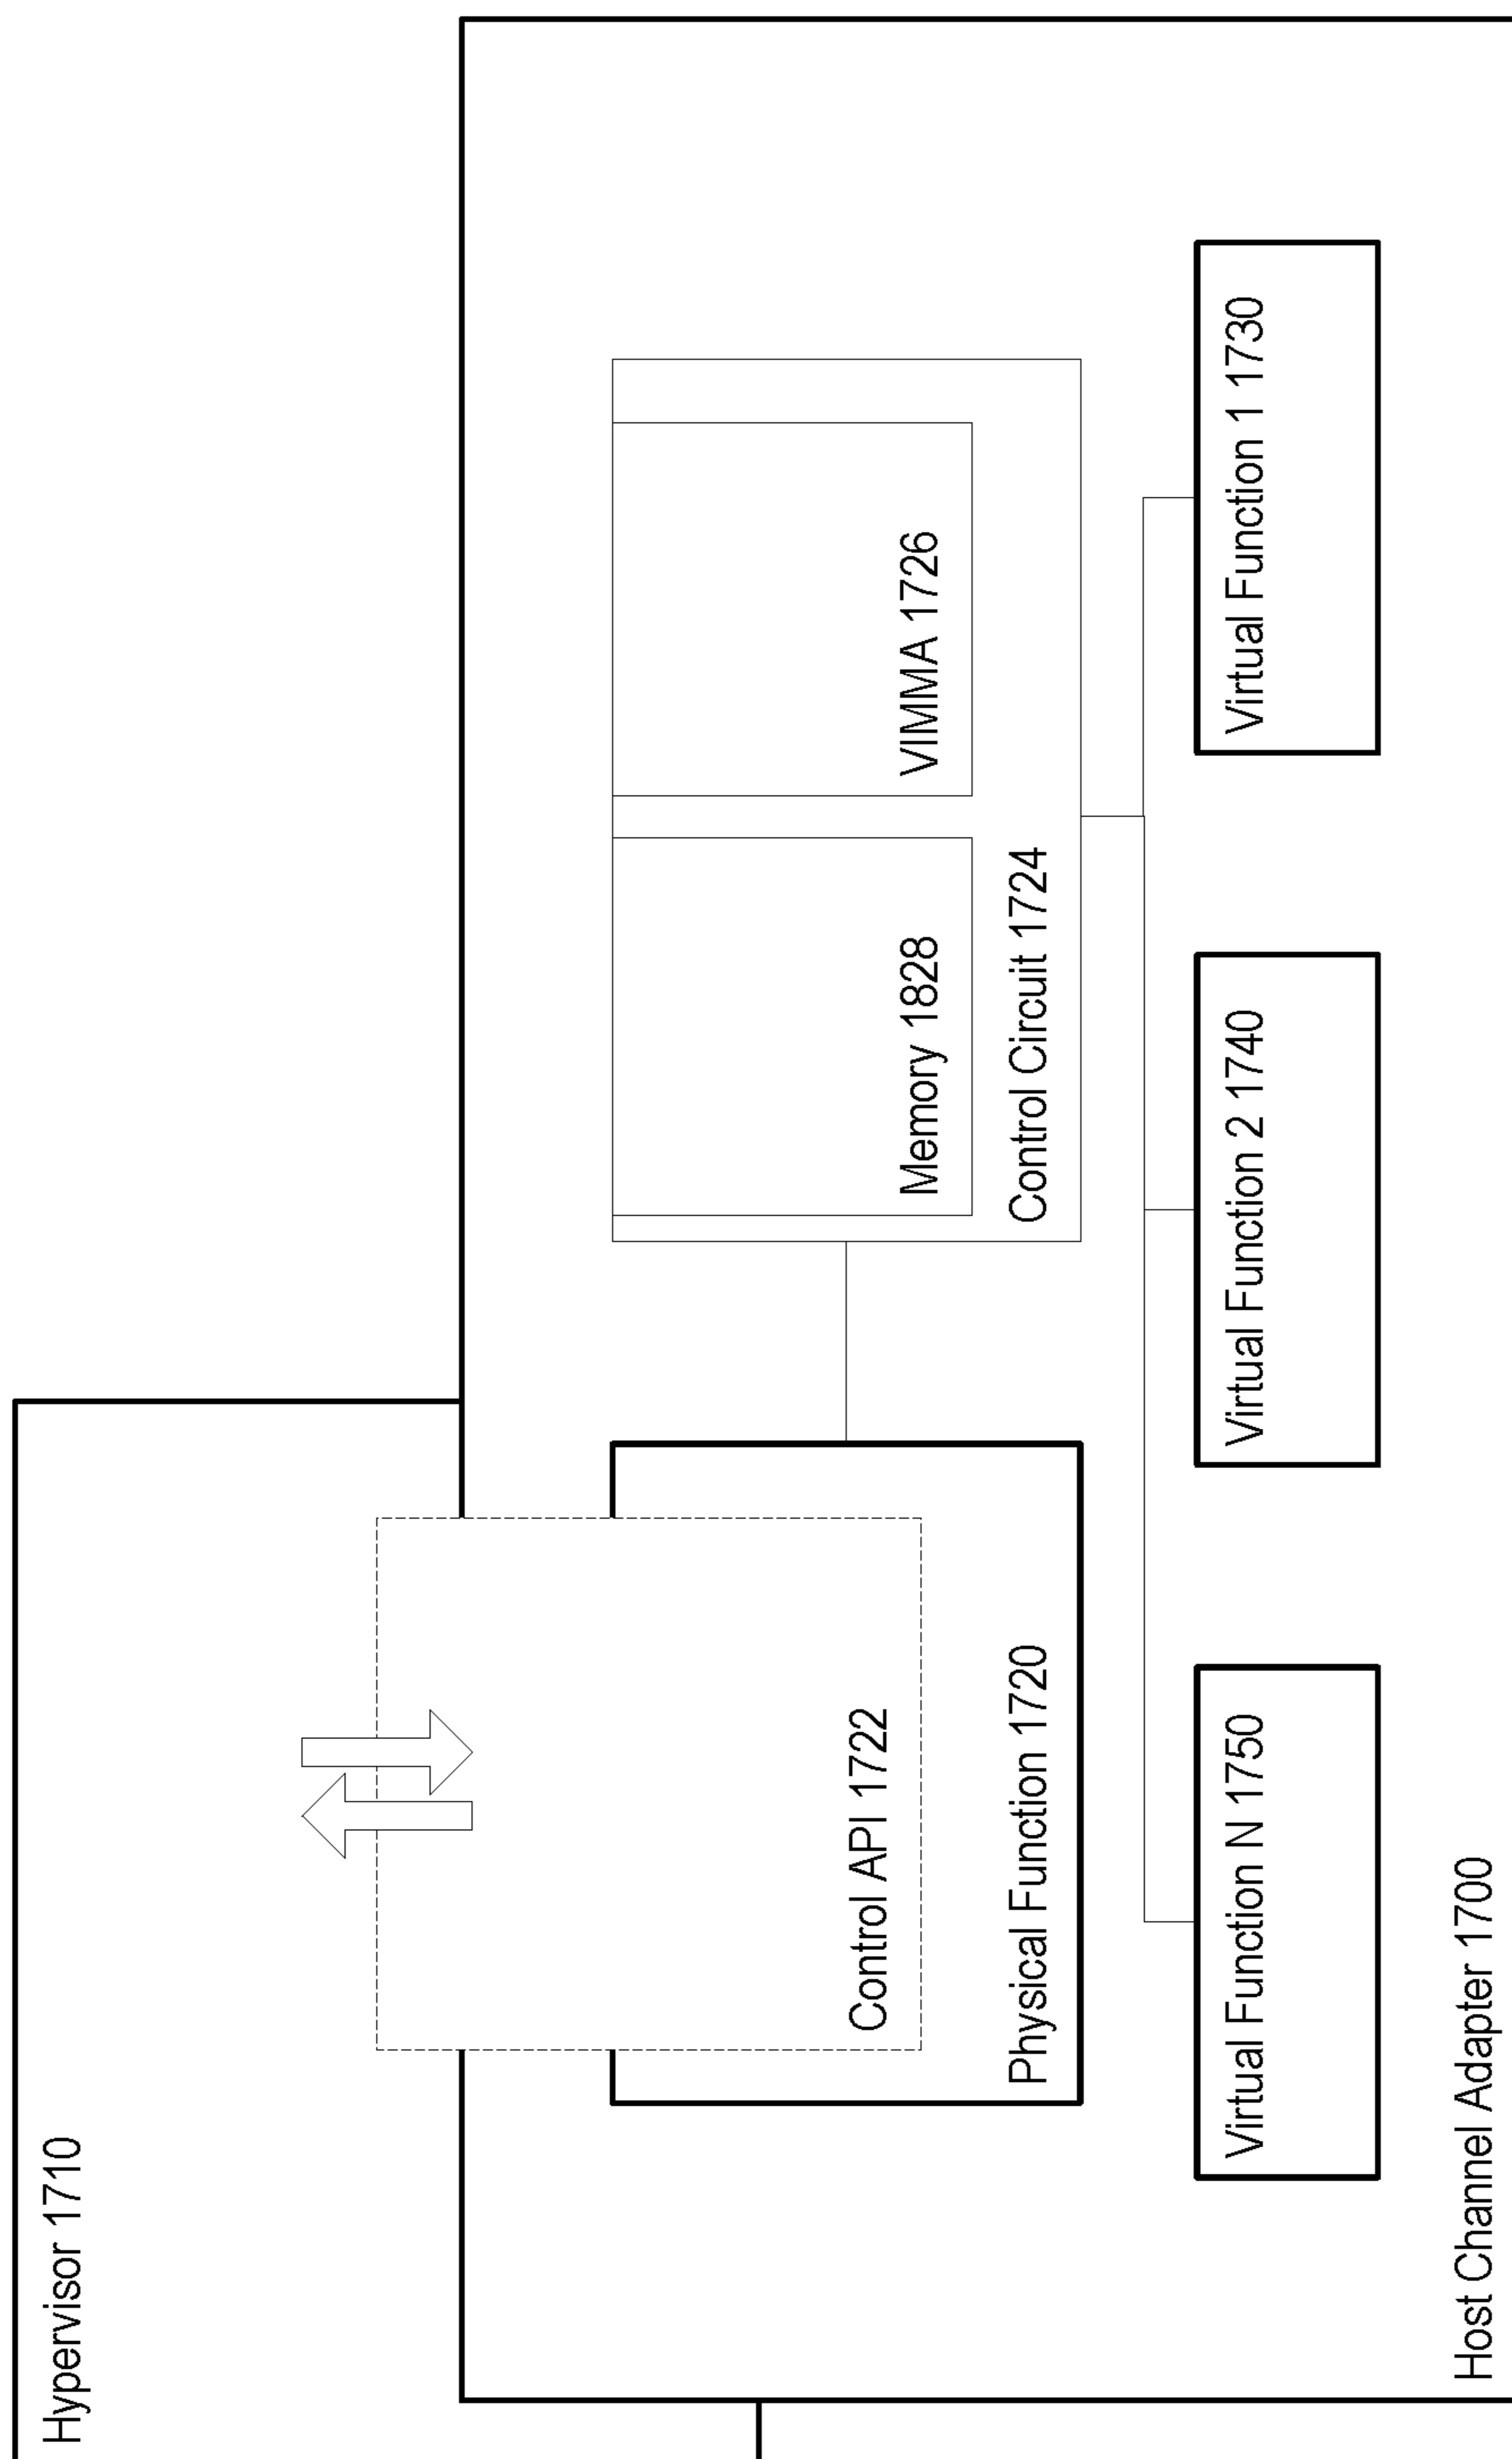 Hypervisor 1710
Control API 1722
Physical Function 1720
Memory 1828
VIMMA 1726
Control Circuit 1724
Virtual Function N 1750
Virtual Function 2 1740
Virtual Function 1 1730
Host Channel Adapter 1700